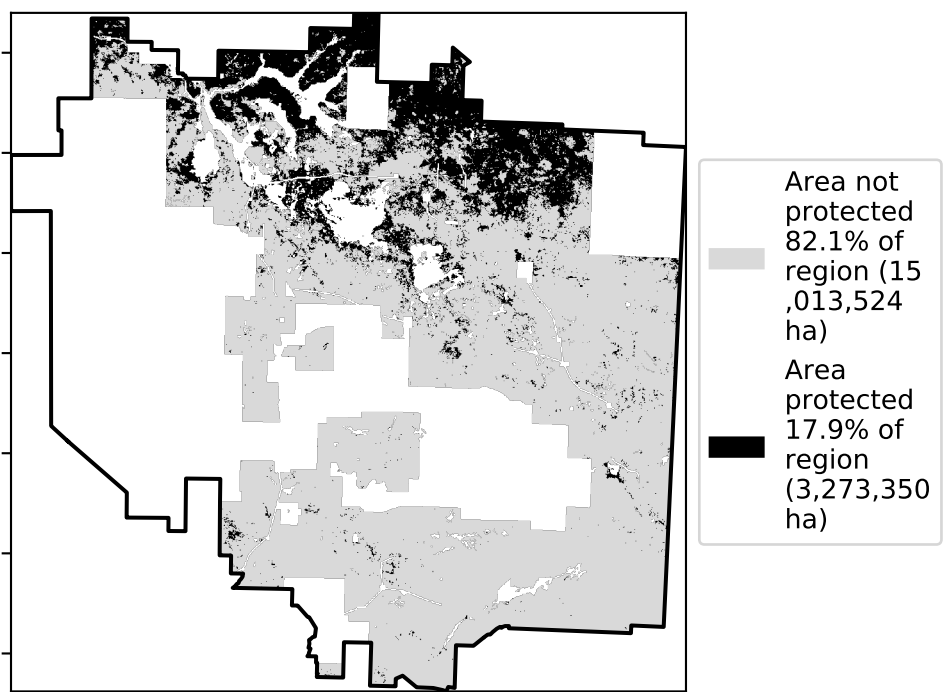 Area not
protected
82.1% of
region (15
,013,524
ha)
Area
protected
17.9% of
region
(3,273,350
ha)